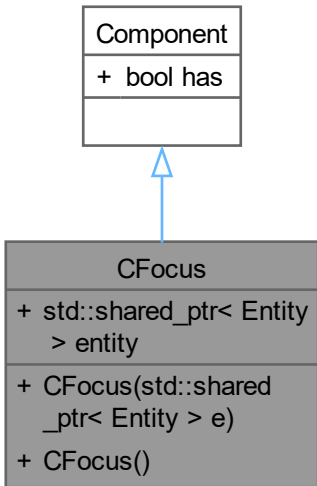 Component
+ bool has
CFocus
+ std::shared_ptr< Entity
> entity
+ CFocus(std::shared
_ptr< Entity > e)
+ CFocus()